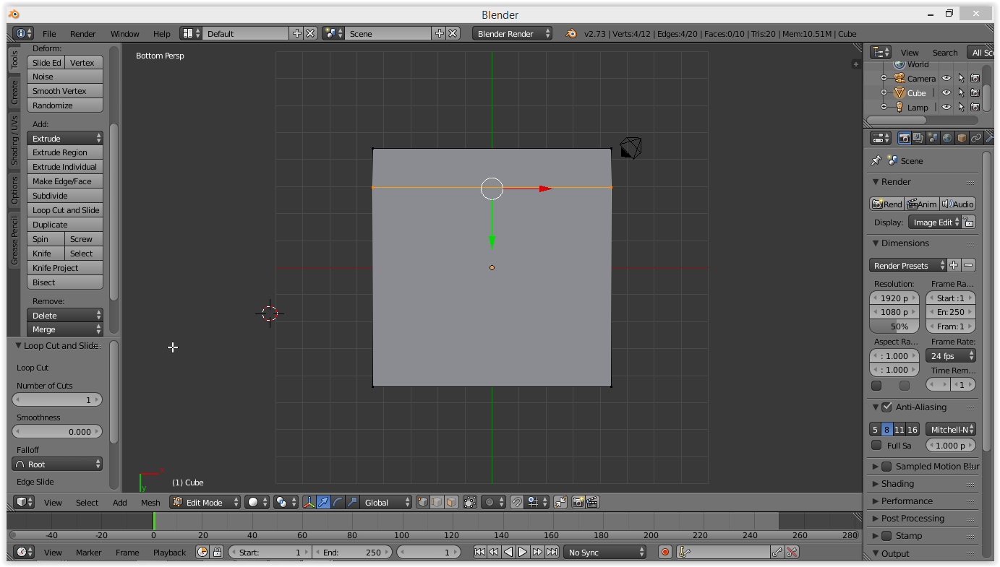 Blender
File Render Window Help Default Scene Blender Render v2.73 | Verts:4/12 | Edges:4/20 | Faces:0/10 | Tris:20 | Mem:10.51M | Cube
Tools
Create
Shading / UVs
Options
Grease Pencil
Deform:
Slide Ed Vertex
Noise
Smooth Vertex
Randomize
Add:
Extrude
Extrude Region
Extrude Individual
Make Edge/Face
Subdivide
Loop Cut and Slide
Duplicate
Spin Screw
Knife Select
Knife Project
Bisect
Remove:
Delete
Merge
Loop Cut and Slide
Loop Cut
Number of Cuts
1
Smoothness
0.000
Falloff
Root
Edge Slide
Bottom Persp
y
(1) Cube
View Select Add Mesh Edit Mode Global
-40 -20 0 20 40 60 80 100 120 140 160 180 200 220 240 260 280
View Marker Frame Playback Start: 1 End: 250 1 No Sync
View Search All Sc
World
Camera
Cube
Lamp
Scene
Render
Rend Anim Audio
Display: Image Edit
Dimensions
Render Presets
Resolution: Frame Ra...
1920 p Start :1
1080 p En: 250
50% Fram: 1
Aspect Ra... Frame Rate:
: 1.000 24 fps
: 1.000 Time Rem...
1
Anti-Aliasing
5 8 11 16 Mitchell-N
Full Sa 1.000 p
Sampled Motion Blur
Shading
Performance
Post Processing
Stamp
Output